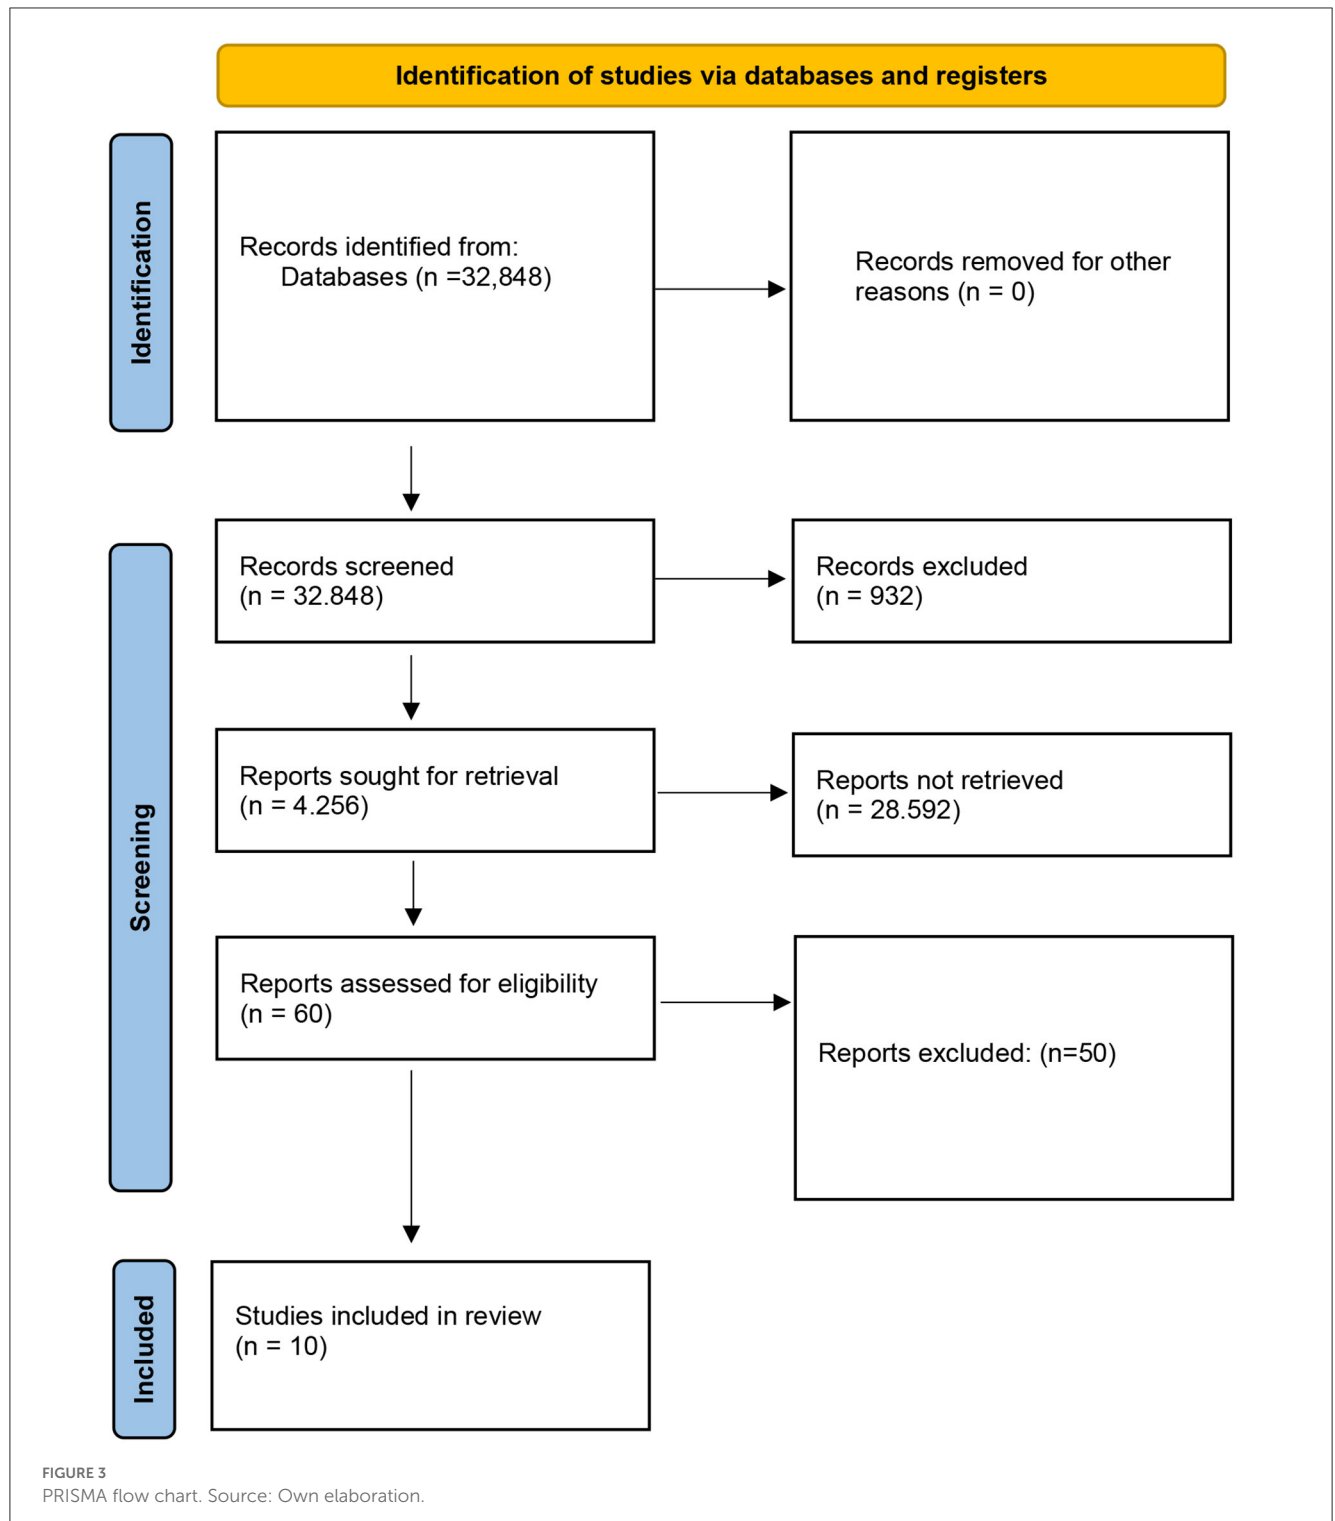 Identification of studies via databases and registers
Identification
Records identified from:
Databases (n =32,848)
Records removed for other
reasons (n = 0)
Screening
Records screened
(n = 32.848)
Records excluded
(n = 932)
Reports sought for retrieval
(n = 4.256)
Reports not retrieved
(n = 28.592)
Reports assessed for eligibility
(n = 60)
Reports excluded: (n=50)
Included
Studies included in review
(n = 10)
FIGURE 3
PRISMA flow chart. Source: Own elaboration.